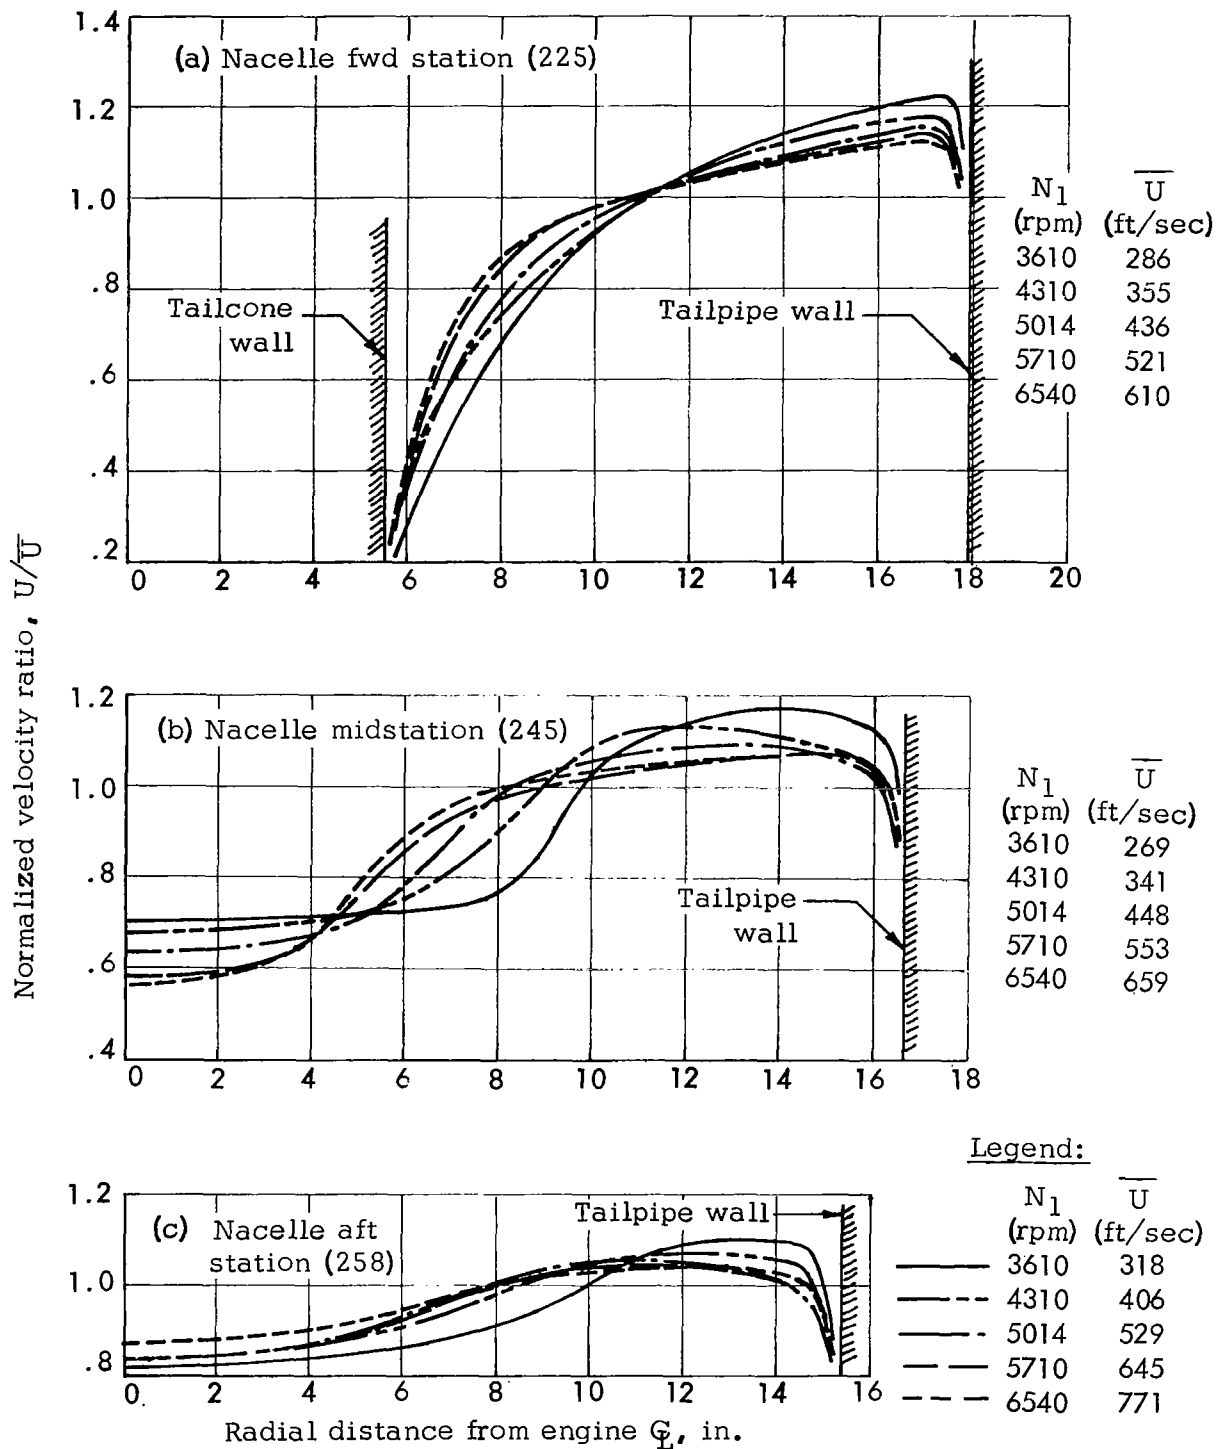 1.4
(a) Nacelle fwd station (225)
1.2
1.0
.8
.6
.4
.2
Tailcone
wall
Tailpipe wall
N1 U
(rpm) (ft/sec)
3610 286
4310 355
5014 436
5710 521
6540 610
0 2 4 6 8 10 12 14 16 18 20
Normalized velocity ratio, U/U
1.2
(b) Nacelle midstation (245)
1.0
0.8
.6
.4
Tailpipe
wall
N1 U
(rpm) (ft/sec)
3610 269
4310 341
5014 448
5710 553
6540 659
0 2 4 6 8 10 12 14 16 18
1.2
(c) Nacelle aft
station (258)
1.0
.8
Tailpipe wall
0 2 4 6 8 10 12 14 16
Radial distance from engine ℄, in.
Legend:
N1 U
(rpm) (ft/sec)
3610 318
4310 406
5014 529
5710 645
6540 771